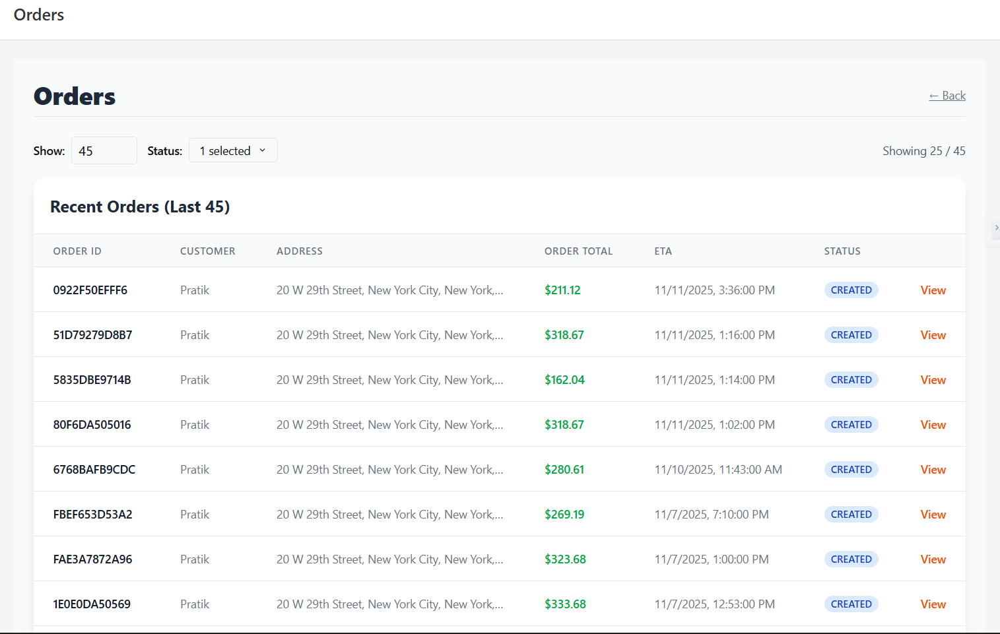 Orders
Orders
← Back
Show: 45 Status: 1 selected Showing 25 / 45
Recent Orders (Last 45)
ORDER ID CUSTOMER ADDRESS ORDER TOTAL ETA STATUS
0922F50EFFF6 Pratik 20 W 29th Street, New York City, New York,... $211.12 11/11/2025, 3:36:00 PM CREATED View
51D79279D8B7 Pratik 20 W 29th Street, New York City, New York,... $318.67 11/11/2025, 1:16:00 PM CREATED View
5835DBE9714B Pratik 20 W 29th Street, New York City, New York,... $162.04 11/11/2025, 1:14:00 PM CREATED View
80F6DA505016 Pratik 20 W 29th Street, New York City, New York,... $318.67 11/11/2025, 1:02:00 PM CREATED View
6768BAFB9CDC Pratik 20 W 29th Street, New York City, New York,... $280.61 11/10/2025, 11:43:00 AM CREATED View
FBEF653D53A2 Pratik 20 W 29th Street, New York City, New York,... $269.19 11/7/2025, 7:10:00 PM CREATED View
FAE3A7872A96 Pratik 20 W 29th Street, New York City, New York,... $323.68 11/7/2025, 1:00:00 PM CREATED View
1E0E0DA50569 Pratik 20 W 29th Street, New York City, New York,... $333.68 11/7/2025, 12:53:00 PM CREATED View